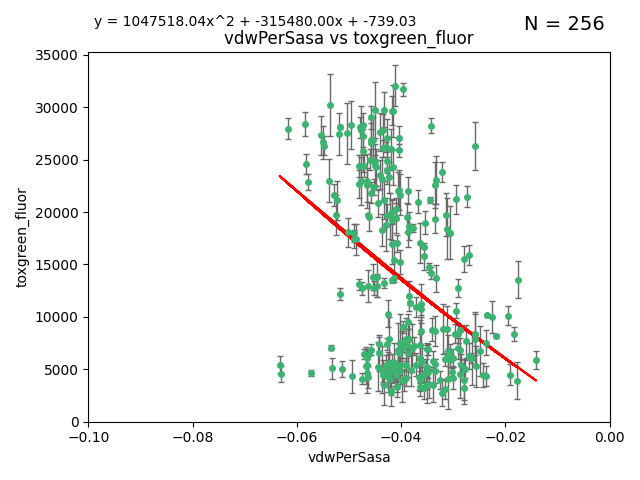 y = 1047518.04x^2 + -315480.00x + -739.03
N = 256
vdwPerSasa vs toxgreen_fluor
35000
30000
25000
20000
15000
10000
5000
0
toxgreen_fluor
−0.10
−0.08
−0.06
−0.04
−0.02
0.00
vdwPerSasa